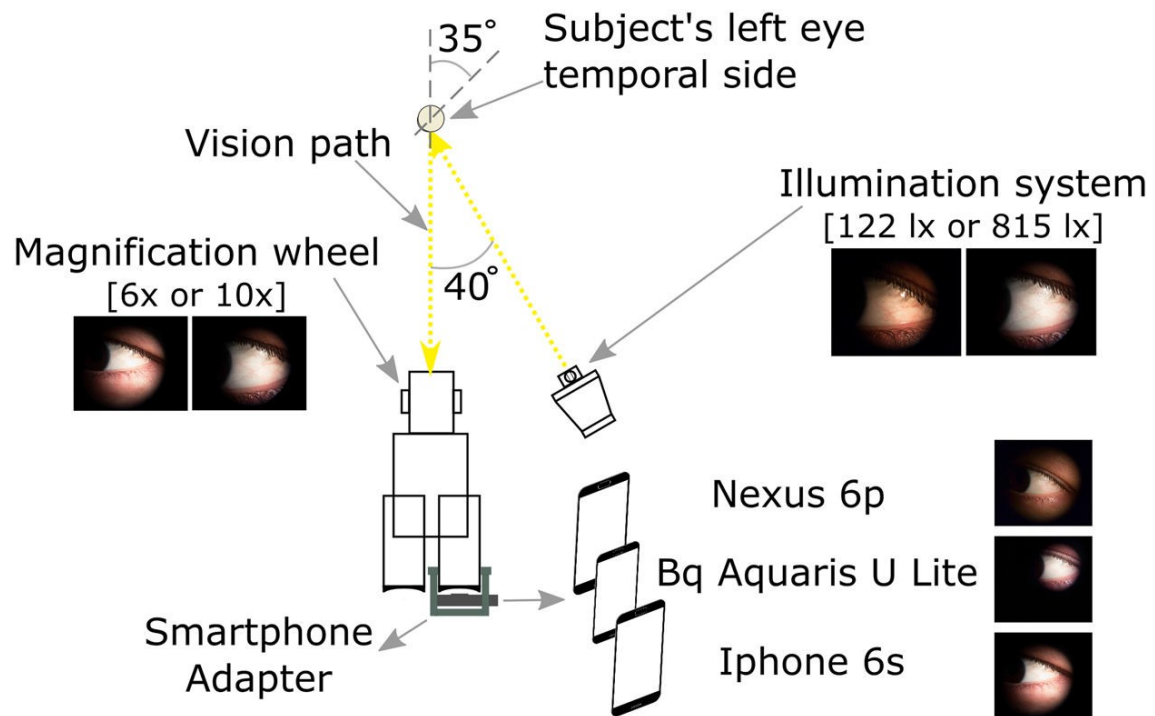 35°
Subject's left eye
temporal side
Vision path
Illumination system
[122 lx or 815 lx]
Magnification wheel
[6x or 10x]
40°
Nexus 6p
Bq Aquaris U Lite
Smartphone
Adapter
Iphone 6s